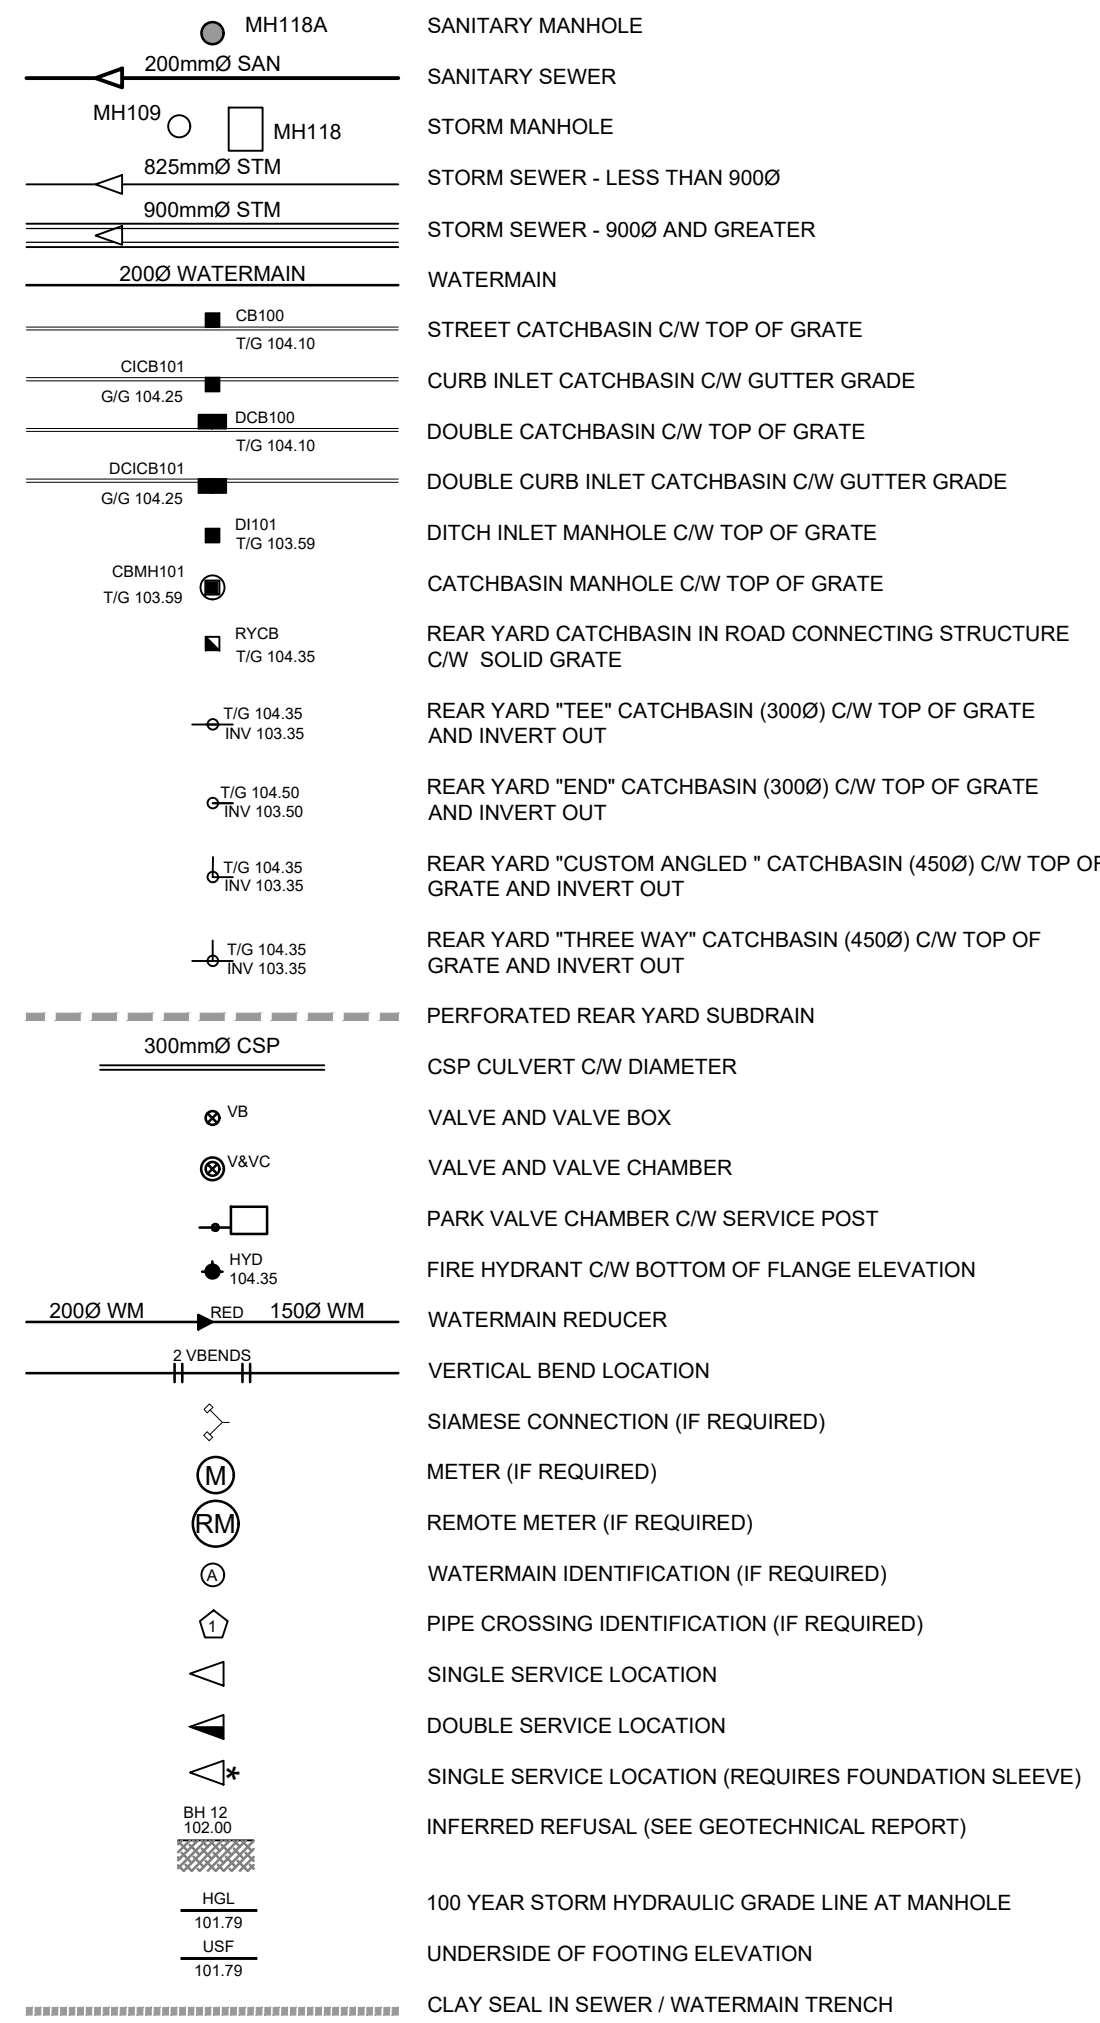 MH118A SANITARY MANHOLE
200mmØ SAN SANITARY SEWER
MH109 MH118 STORM MANHOLE
825mmØ STM STORM SEWER - LESS THAN 900Ø
900mmØ STM STORM SEWER - 900Ø AND GREATER
200Ø WATERMAIN WATERMAIN
CB100
T/G 104.10
STREET CATCHBASIN C/W TOP OF GRATE
CICB101
G/G 104.25
CURB INLET CATCHBASIN C/W GUTTER GRADE
DCB100
T/G 104.10
DOUBLE CATCHBASIN C/W TOP OF GRATE
DCICB101
G/G 104.25
DOUBLE CURB INLET CATCHBASIN C/W GUTTER GRADE
DI101
T/G 103.59
DITCH INLET MANHOLE C/W TOP OF GRATE
CBMH101
T/G 103.59
CATCHBASIN MANHOLE C/W TOP OF GRATE
RYCB
T/G 104.35
REAR YARD CATCHBASIN IN ROAD CONNECTING STRUCTURE
C/W SOLID GRATE
T/G 104.35
INV 103.35
REAR YARD "TEE" CATCHBASIN (300Ø) C/W TOP OF GRATE
AND INVERT OUT
T/G 104.50
INV 103.50
REAR YARD "END" CATCHBASIN (300Ø) C/W TOP OF GRATE
AND INVERT OUT
T/G 104.35
INV 103.35
REAR YARD "CUSTOM ANGLED " CATCHBASIN (450Ø) C/W TOP OF
GRATE AND INVERT OUT
T/G 104.35
INV 103.35
REAR YARD "THREE WAY" CATCHBASIN (450Ø) C/W TOP OF
GRATE AND INVERT OUT
PERFORATED REAR YARD SUBDRAIN
300mmØ CSP CSP CULVERT C/W DIAMETER
VB VALVE AND VALVE BOX
V&VC VALVE AND VALVE CHAMBER
PARK VALVE CHAMBER C/W SERVICE POST
HYD
104.35
FIRE HYDRANT C/W BOTTOM OF FLANGE ELEVATION
200Ø WM RED 150Ø WM WATERMAIN REDUCER
2 VBENDS VERTICAL BEND LOCATION
SIAMESE CONNECTION (IF REQUIRED)
M METER (IF REQUIRED)
RM REMOTE METER (IF REQUIRED)
A WATERMAIN IDENTIFICATION (IF REQUIRED)
1 PIPE CROSSING IDENTIFICATION (IF REQUIRED)
SINGLE SERVICE LOCATION
DOUBLE SERVICE LOCATION
* SINGLE SERVICE LOCATION (REQUIRES FOUNDATION SLEEVE)
BH 12
102.00
INFERRED REFUSAL (SEE GEOTECHNICAL REPORT)
HGL
101.79
100 YEAR STORM HYDRAULIC GRADE LINE AT MANHOLE
USF
101.79
UNDERSIDE OF FOOTING ELEVATION
CLAY SEAL IN SEWER / WATERMAIN TRENCH